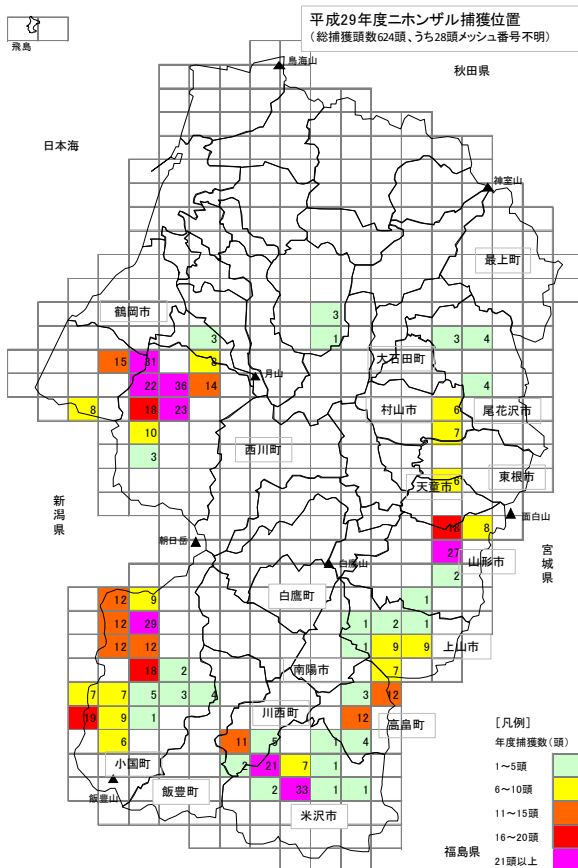 平成29年度ニホンザル捕獲位置
(総捕獲頭数624頭、うち28頭メッシュ番号不明)
飛島
鳥海山
秋田県
日本海
神室山
最上町
鶴岡市
3
3
1
3
4
大石田町
15
31
8
月山
22
36
14
4
8
18
23
村山市
6
尾花沢市
10
7
3
西川町
天童市
6
東根市
新潟県
18
8
面白山
朝日岳
27
山形市
宮城県
白鷹山
2
白鷹町
12
9
1
12
29
1
2
1
12
12
1
9
9
上山市
18
2
南陽市
7
7
7
5
3
4
3
12
19
9
1
川西町
12
高畠町
6
11
5
1
4
小国町
2
21
7
1
飯豊山
飯豊町
2
33
1
1
米沢市
[凡例]
年度捕獲数(頭)
1~5頭
6~10頭
11~15頭
16~20頭
21頭以上
福島県